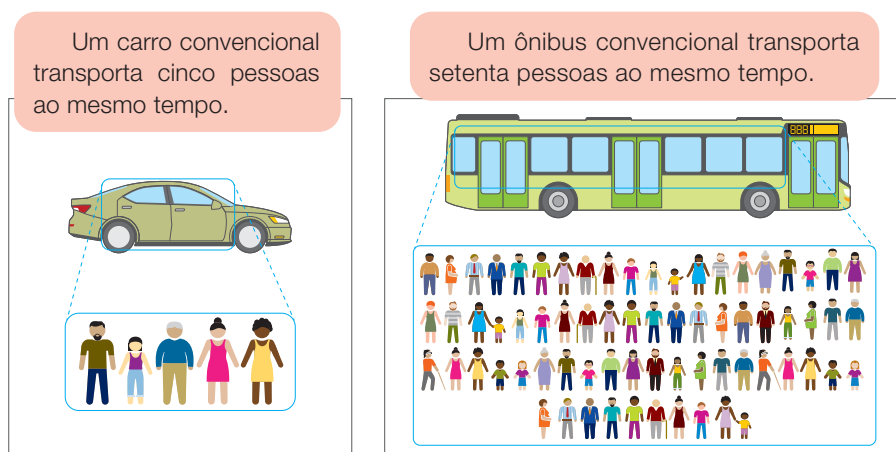 Um carro convencional
transporta cinco pessoas
ao mesmo tempo.
Um ônibus convencional transporta
setenta pessoas ao mesmo tempo.
888